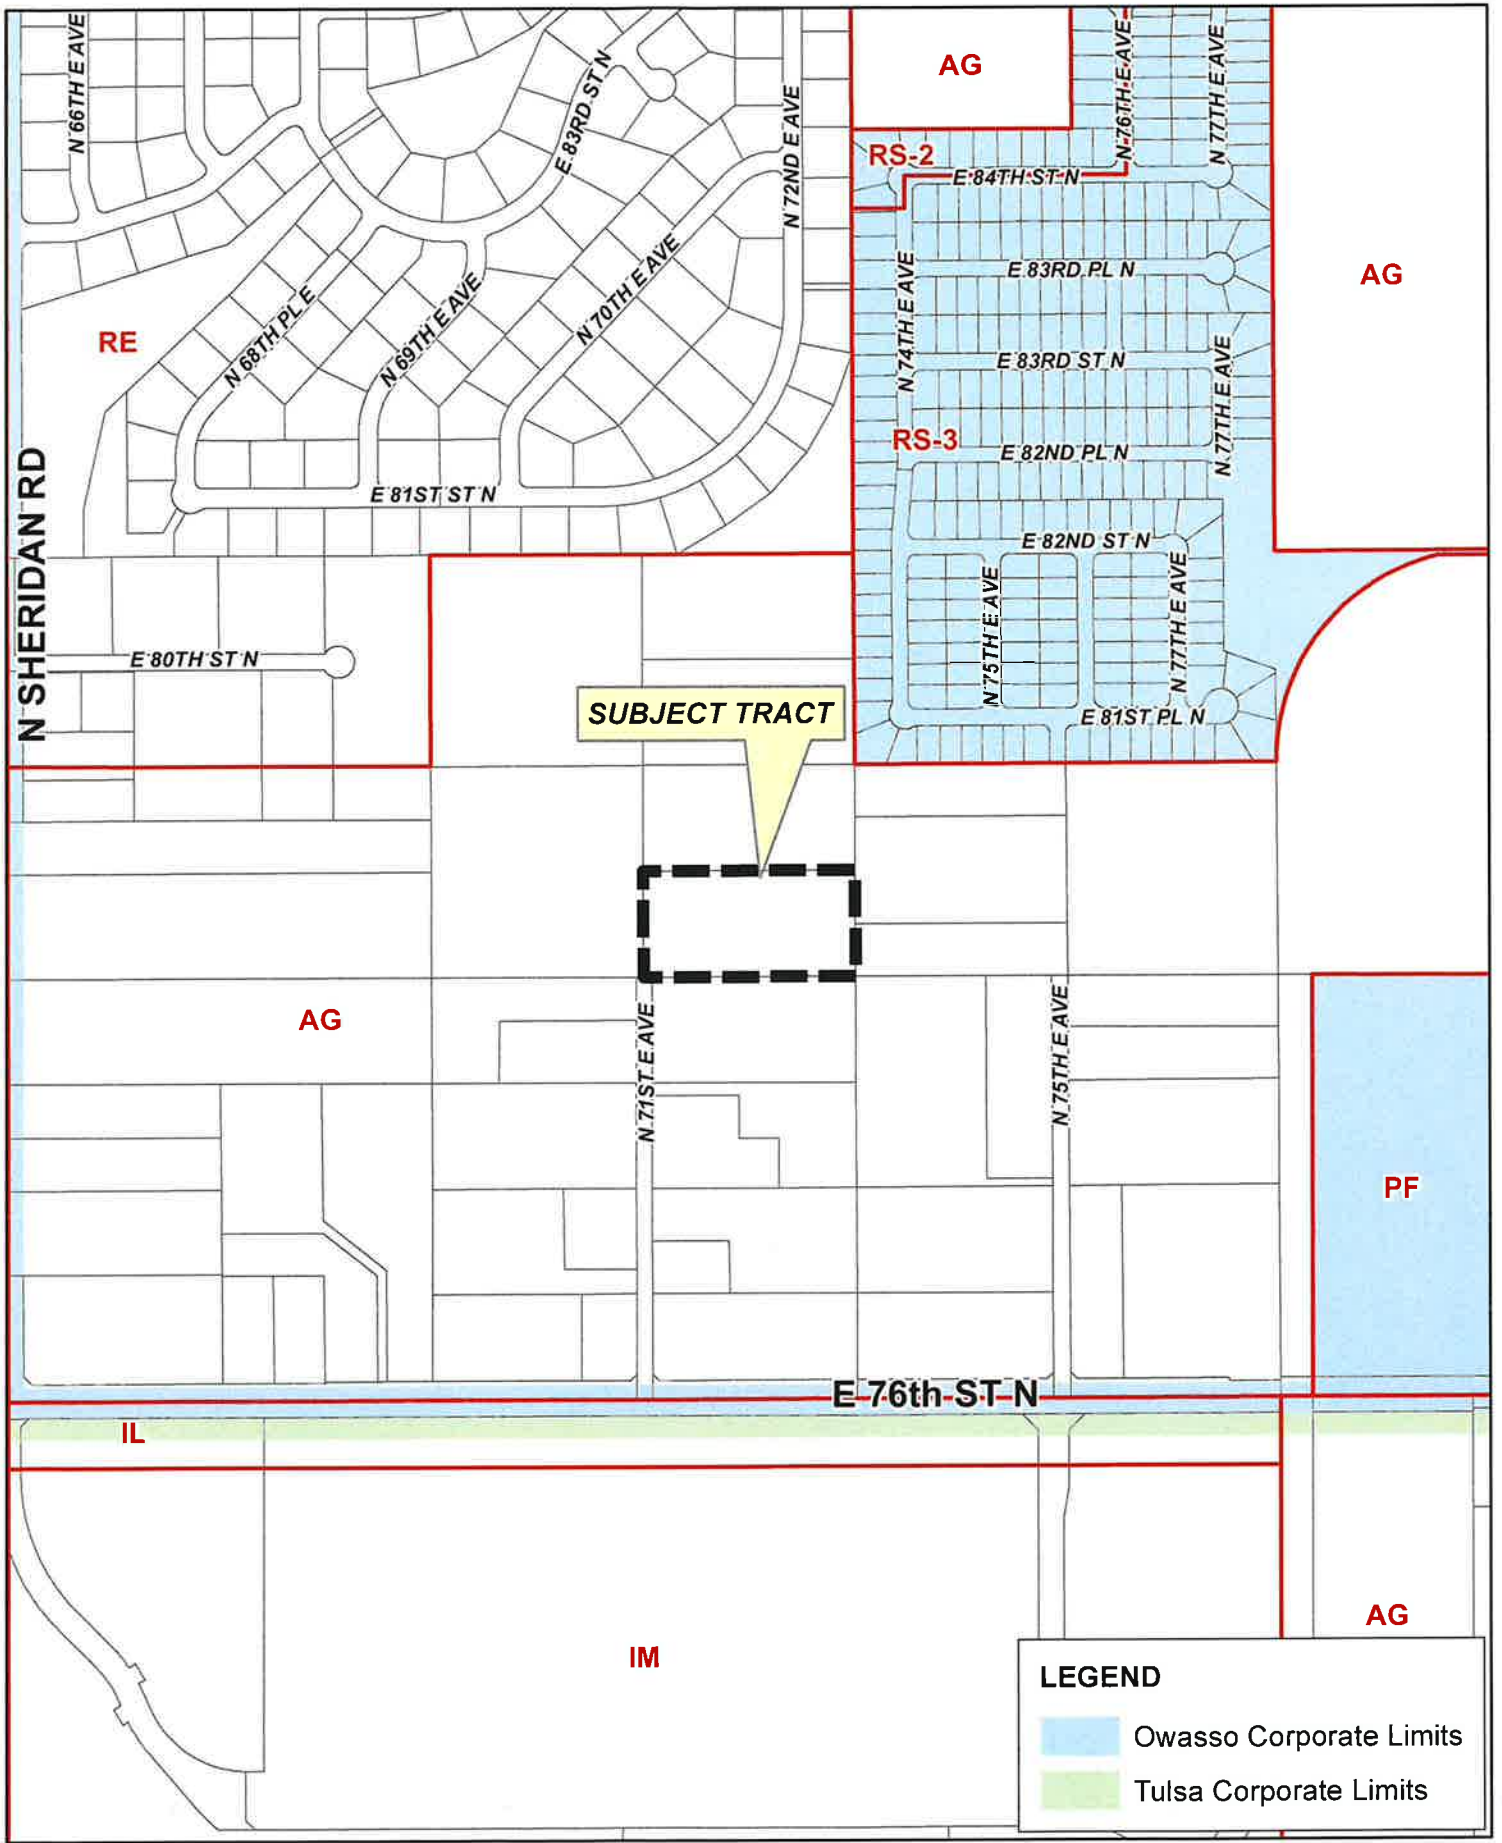 N 66TH E AVE
E 83RD ST N
N 72ND E AVE
AG
N 76TH E AVE
N 77TH E AVE
RS-2
E 84TH ST N
N 74TH E AVE
E 83RD PL N
AG
RE
N 68TH PL E
N 69TH E AVE
N 70TH E AVE
E 83RD ST N
N 77TH E AVE
RS-3
E 82ND PL N
E 81ST ST N
N SHERIDAN RD
E 82ND ST N
N 75TH E AVE
N 77TH E AVE
E 80TH ST N
SUBJECT TRACT
E 81ST PL N
AG
N 71ST E AVE
N 75TH E AVE
PF
E 76th ST N
IL
IM
AG
LEGEND
Owasso Corporate Limits
Tulsa Corporate Limits